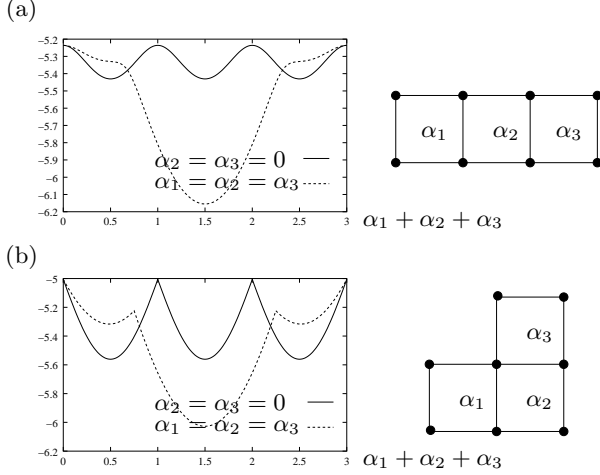 (a)
−5.2
−5.3
−5.4
−5.5
−5.6
−5.7
−5.8
−5.9
−6
−6.1
−6.2
0 0.5 1 1.5 2 2.5 3
α₂ = α₃ = 0
α₁ = α₂ = α₃
α₁ α₂ α₃
α₁ + α₂ + α₃
(b)
−5
−5.2
−5.4
−5.6
−5.8
−6
−6.2
0 0.5 1 1.5 2 2.5 3
α₂ = α₃ = 0
α₁ = α₂ = α₃
α₃
α₁ α₂
α₁ + α₂ + α₃